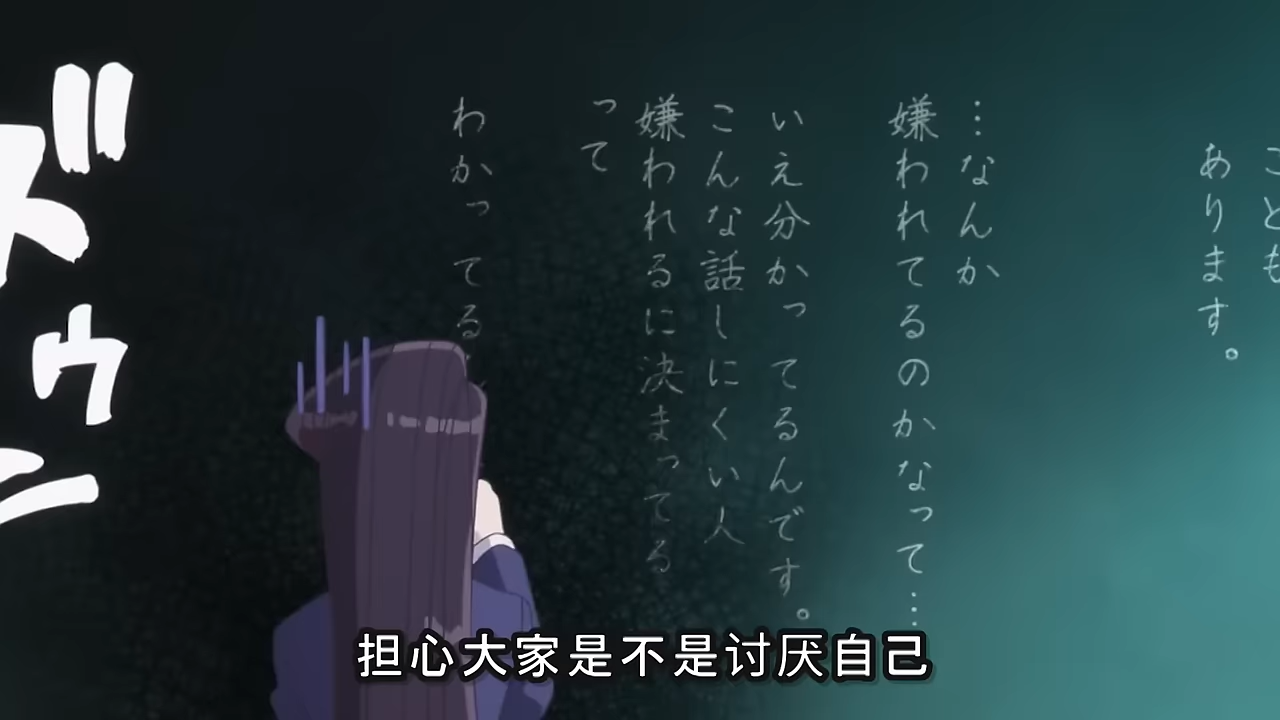 ことも
あります。
…なんか
嫌われてるのかなって…
いえ分かってるんです。
こんな話しにくい人
嫌われるに決まってる
って
わかってる
ズゥン
担心大家是不是讨厌自己